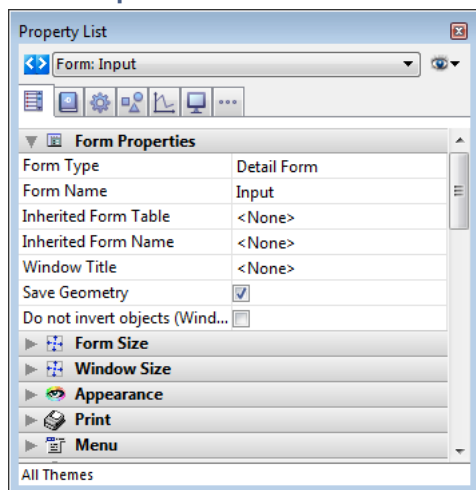 Property List
Form: Input
Form Properties
Form Type Detail Form
Form Name Input
Inherited Form Table <None>
Inherited Form Name <None>
Window Title <None>
Save Geometry
Do not invert objects (Wind...
Form Size
Window Size
Appearance
Print
Menu
All Themes